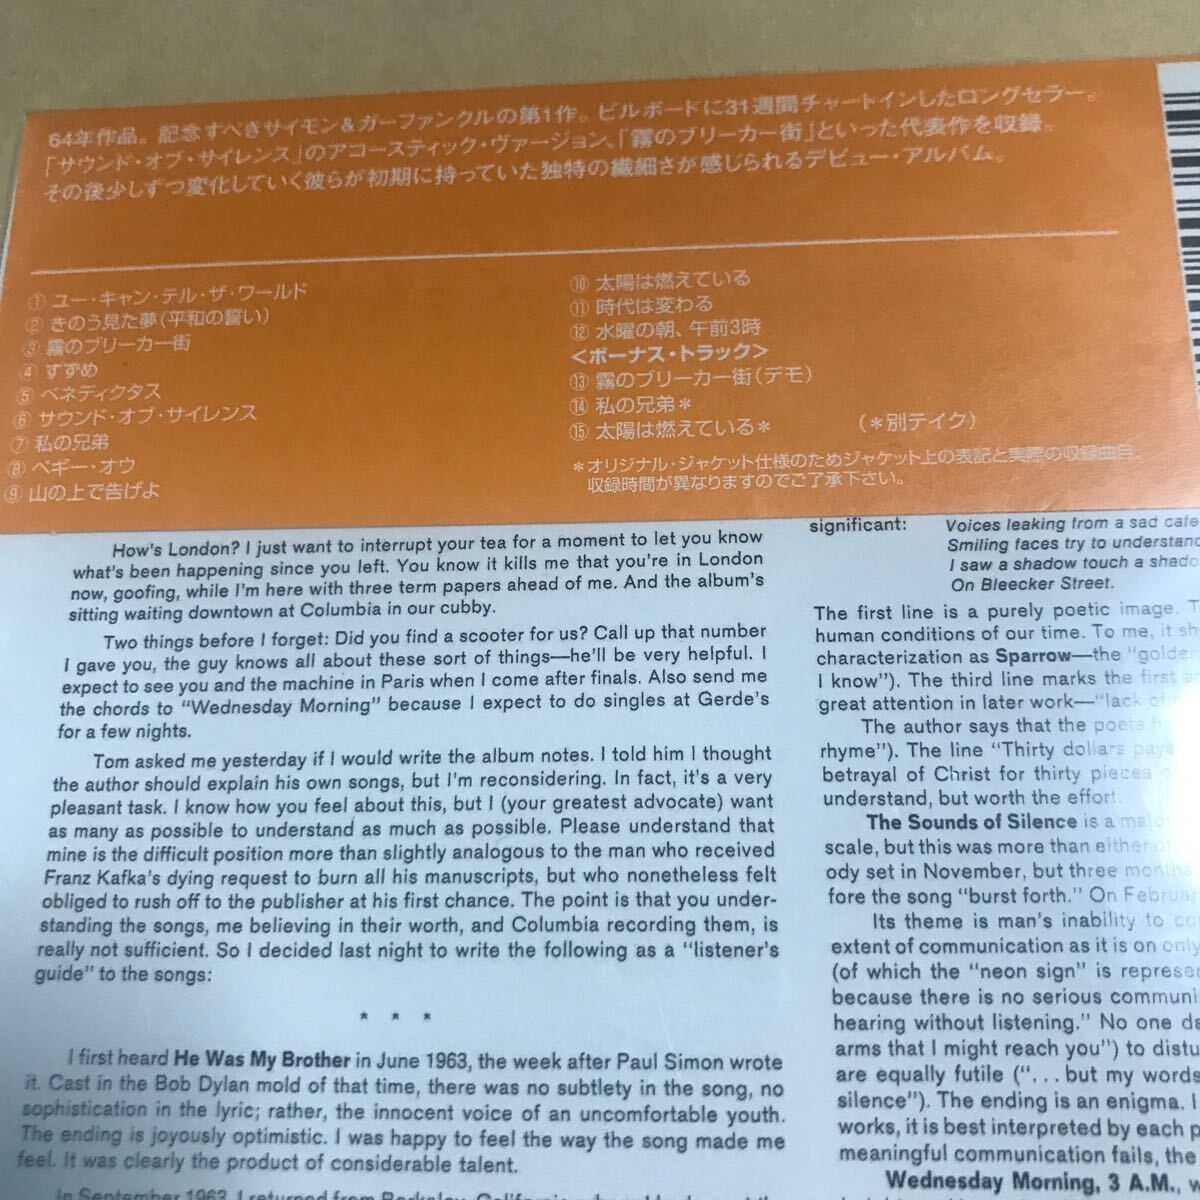 64年作品。記念すべきサイモン&ガーファンクルの第1作。ビルボードに31週間チャートインしたロングセラー。
「サウンド・オブ・サイレンス」のアコースティック・ヴァージョン、「霧のブリーカー街」といった代表作を収録。
その後少しずつ変化していく彼らが初期に持っていた独特の繊細さが感じられるデビュー・アルバム。
① ユー・キャン・テル・ザ・ワールド
② きのう見た夢(平和の誓い)
③ 霧のブリーカー街
④ すずめ
⑤ ベネディクタス
⑥ サウンド・オブ・サイレンス
⑦ 私の兄弟
⑧ ペギー・オウ
⑨ 山の上で告げよ
⑩ 太陽は燃えている
⑪ 時代は変わる
⑫ 水曜の朝、午前3時
<ボーナス・トラック>
⑬ 霧のブリーカー街(デモ)
⑭ 私の兄弟*
⑮ 太陽は燃えている* (*別テイク)
*オリジナル・ジャケット仕様のためジャケット上の表記と実際の収録曲目、
収録時間が異なりますのでご了承下さい。
How's London? I just want to interrupt your tea for a moment to let you know
what's been happening since you left. You know it kills me that you're in London
now, goofing, while I'm here with three term papers ahead of me. And the album's
sitting waiting downtown at Columbia in our cubby.
Two things before I forget: Did you find a scooter for us? Call up that number
I gave you, the guy knows all about these sort of things—he'll be very helpful. I
expect to see you and the machine in Paris when I come after finals. Also send me
the chords to "Wednesday Morning" because I expect to do singles at Gerde's
for a few nights.
Tom asked me yesterday if I would write the album notes. I told him I thought
the author should explain his own songs, but I'm reconsidering. In fact, it's a very
pleasant task. I know how you feel about this, but I (your greatest advocate) want
as many as possible to understand as much as possible. Please understand that
mine is the difficult position more than slightly analogous to the man who received
Franz Kafka's dying request to burn all his manuscripts, but who nonetheless felt
obliged to rush off to the publisher at his first chance. The point is that you under-
standing the songs, me believing in their worth, and Columbia recording them, is
really not sufficient. So I decided last night to write the following as a "listener's
guide" to the songs:
* * *
I first heard He Was My Brother in June 1963, the week after Paul Simon wrote
it. Cast in the Bob Dylan mold of that time, there was no subtlety in the song, no
sophistication in the lyric; rather, the innocent voice of an uncomfortable youth.
The ending is joyously optimistic. I was happy to feel the way the song made me
feel. It was clearly the product of considerable talent.
In September 1963 I returned from Berkeley, California
significant: Voices leaking from a sad cafe
Smiling faces try to understand
I saw a shadow touch a shado
On Bleecker Street.
The first line is a purely poetic image. T
human conditions of our time. To me, it sh
characterization as Sparrow—the "golden
I know"). The third line marks the first a
great attention in later work—"lack of
The author says that the poets ha
rhyme"). The line "Thirty dollars pays
betrayal of Christ for thirty pieces o
understand, but worth the effort.
The Sounds of Silence is a majo
scale, but this was more than either of
ody set in November, but three months
fore the song "burst forth." On Februar
Its theme is man's inability to co
extent of communication as it is on only
(of which the "neon sign" is represe
because there is no serious communi
hearing without listening." No one da
arms that I might reach you") to distu
are equally futile ("...but my words
silence"). The ending is an enigma. I
works, it is best interpreted by each p
meaningful communication fails, the
Wednesday Morning, 3 A.M., w